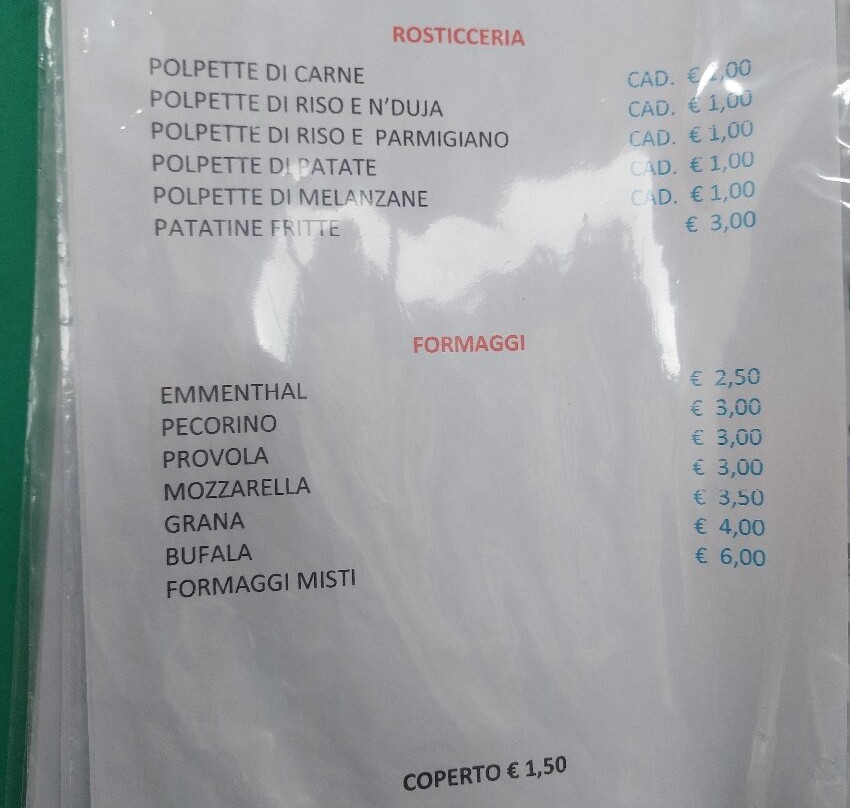 ROSTICCERIA
POLPETTE DI CARNE CAD. €
POLPETTE DI RISO E N'DUJA CAD. € 1,00
POLPETTE DI RISO E PARMIGIANO CAD. € 1,00
POLPETTE DI PATATE CAD. € 1,00
POLPETTE DI MELANZANE CAD. € 1,00
PATATINE FRITTE € 3,00
FORMAGGI
EMMENTHAL € 2,50
PECORINO € 3,00
PROVOLA € 3,00
MOZZARELLA € 3,00
GRANA € 3,50
BUFALA € 4,00
FORMAGGI MISTI € 6,00
COPERTO € 1,50